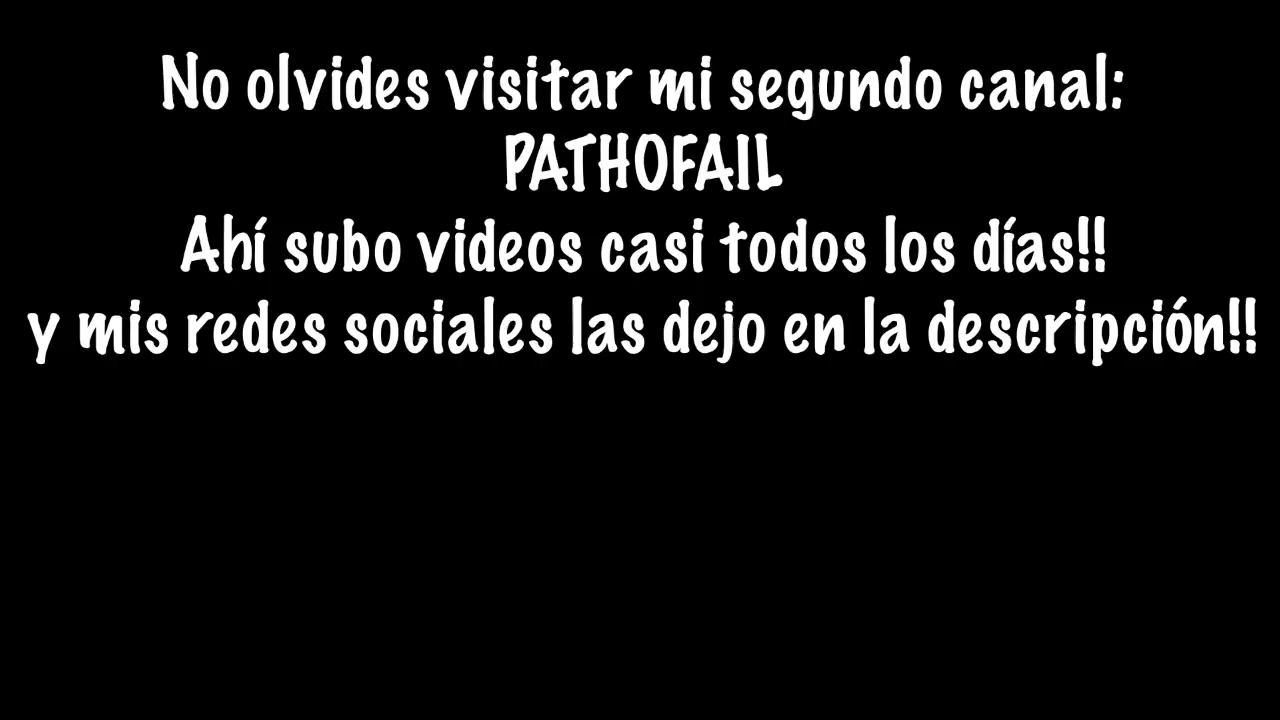 No olvides visitar mi segundo canal:
PATHOFAIL
Ahí subo videos casi todos los días!!
y mis redes sociales las dejo en la descripción!!